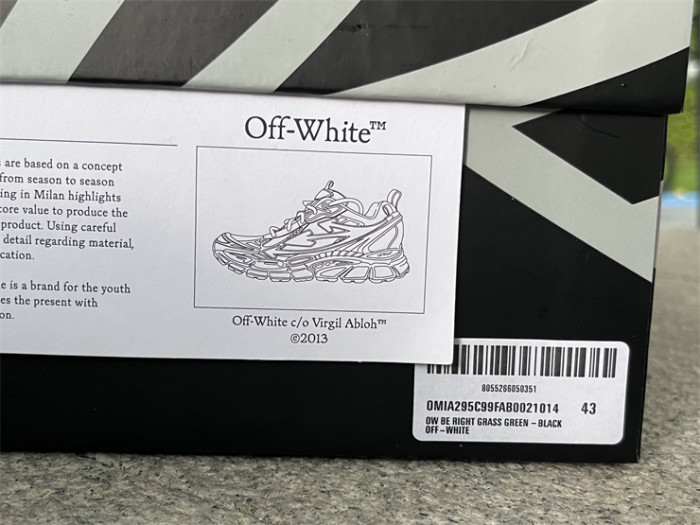 Off-White™
s are based on a concept
from season to season
ing in Milan highlights
core value to produce the
product. Using careful
detail regarding material,
cation.
e is a brand for the youth
es the present with
on.
Off-White c/o Virgil Abloh™
©2013
8055266050351
OMIA295C99FAB0021014 43
OW BE RIGHT GRASS GREEN - BLACK
OFF-WHITE